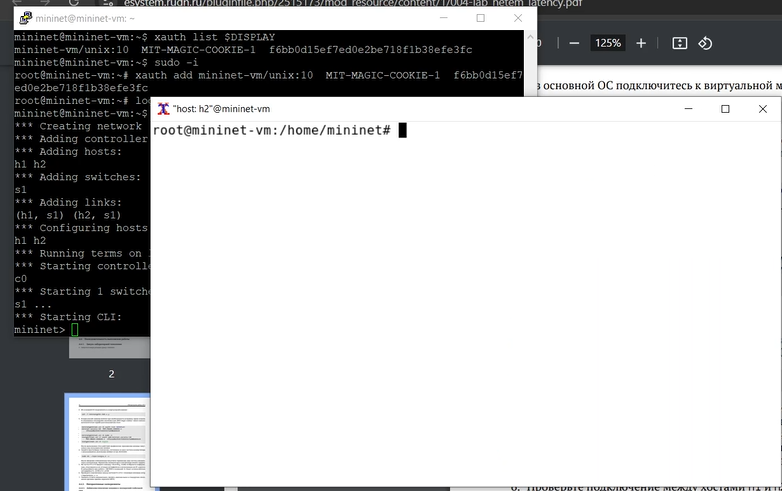 esystem.rudn.ru/pluginfile.php/2515173/mod_resource/content/1/004-lab_netem_latency.pdf
mininet@mininet-vm: ~
125%
mininet@mininet-vm:~$ xauth list $DISPLAY
mininet-vm/unix:10  MIT-MAGIC-COOKIE-1  f6bb0d15ef7ed0e2be718f1b38efe3fc
mininet@mininet-vm:~$ sudo -i
root@mininet-vm:~# xauth add mininet-vm/unix:10  MIT-MAGIC-COOKIE-1  f6bb0d15ef7
ed0e2be718f1b38efe3fc
root@mininet-vm:~# lo
mininet@mininet-vm:~$
*** Creating network
*** Adding controller
*** Adding hosts:
h1 h2
*** Adding switches:
s1
*** Adding links:
(h1, s1) (h2, s1)
*** Configuring hosts
h1 h2
*** Running terms on
*** Starting controlle
c0
*** Starting 1 switche
s1 ...
*** Starting CLI:
mininet>
в основной ОС подключитесь к виртуальной м
"host: h2"@mininet-vm
root@mininet-vm:/home/mininet#
2
6. Проверьте подключение между хостами h1 и